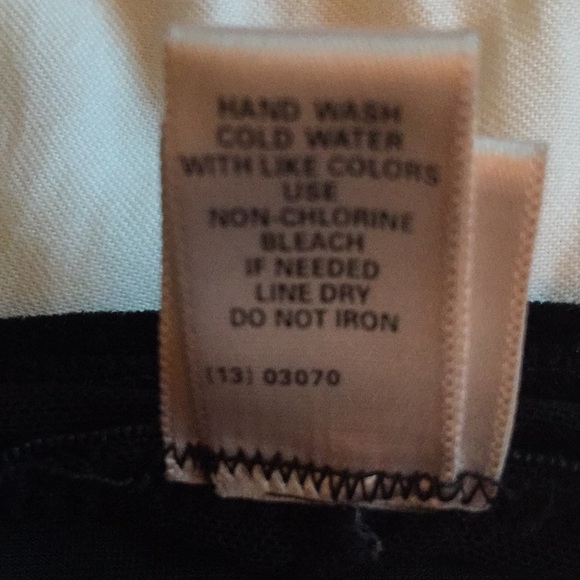 HAND WASH
COLD WATER
WITH LIKE COLORS
USE
NON-CHLORINE
BLEACH
IF NEEDED
LINE DRY
DO NOT IRON
(13) 03070